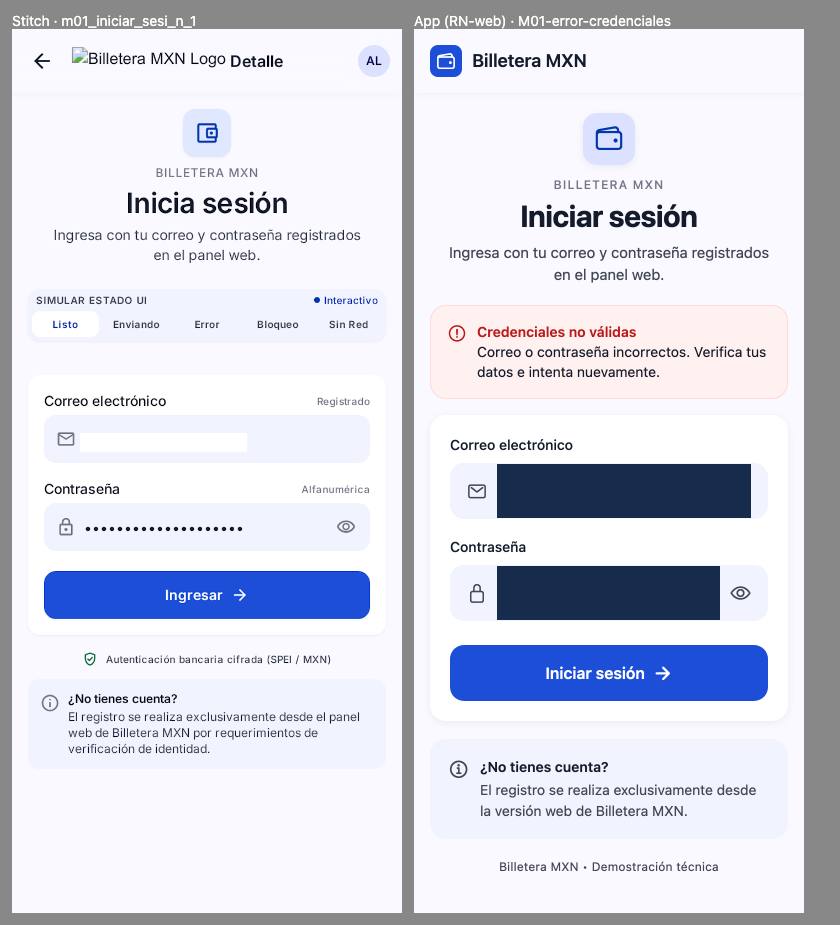 Stitch · m01_iniciar_sesi_n_1
Billetera MXN Logo Detalle
AL
BILLETERA MXN
Inicia sesión
Ingresa con tu correo y contraseña registrados
en el panel web.
SIMULAR ESTADO UI
Interactivo
Listo
Enviando
Error
Bloqueo
Sin Red
Correo electrónico
Registrado
Contraseña
Alfanumérica
••••••••••••••••••••
Ingresar
Autenticación bancaria cifrada (SPEI / MXN)
¿No tienes cuenta?
El registro se realiza exclusivamente desde el panel
web de Billetera MXN por requerimientos de
verificación de identidad.
App (RN-web) · M01-error-credenciales
Billetera MXN
BILLETERA MXN
Iniciar sesión
Ingresa con tu correo y contraseña registrados
en el panel web.
Credenciales no válidas
Correo o contraseña incorrectos. Verifica tus
datos e intenta nuevamente.
Correo electrónico
Contraseña
Iniciar sesión
¿No tienes cuenta?
El registro se realiza exclusivamente desde
la versión web de Billetera MXN.
Billetera MXN • Demostración técnica